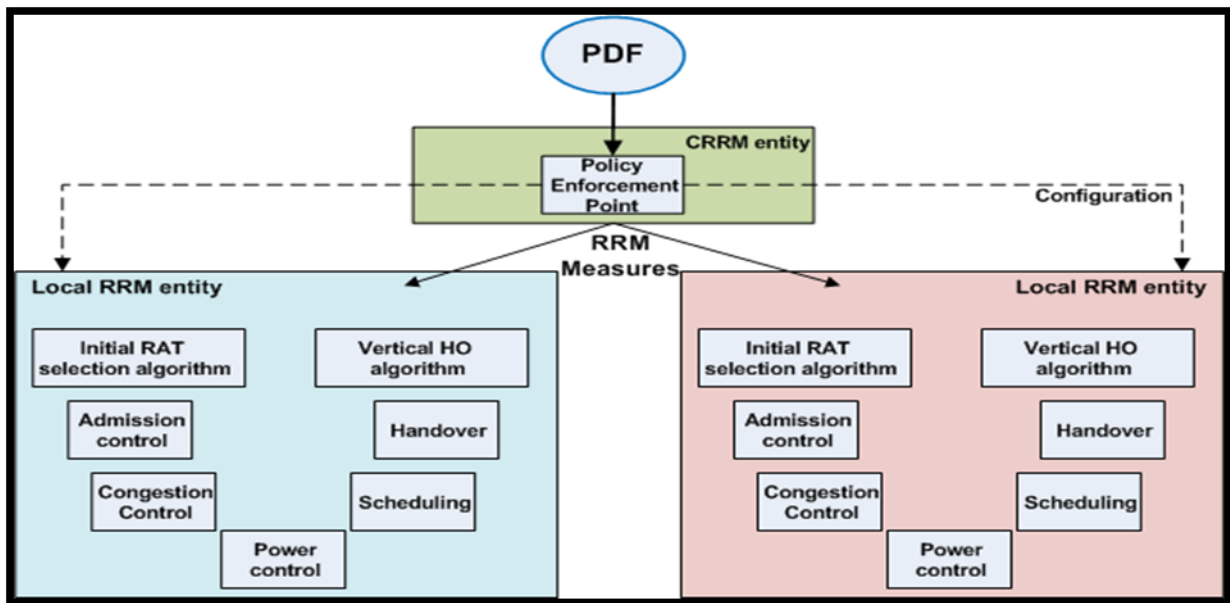 PDF
CRRM entity
Policy
Enforcement
Point
Configuration
RRM
Measures
Local RRM entity
Initial RAT
selection algorithm
Vertical HO
algorithm
Admission
control
Handover
Congestion
Control
Scheduling
Power
control
Local RRM entity
Initial RAT
selection algorithm
Vertical HO
algorithm
Admission
control
Handover
Congestion
Control
Scheduling
Power
control